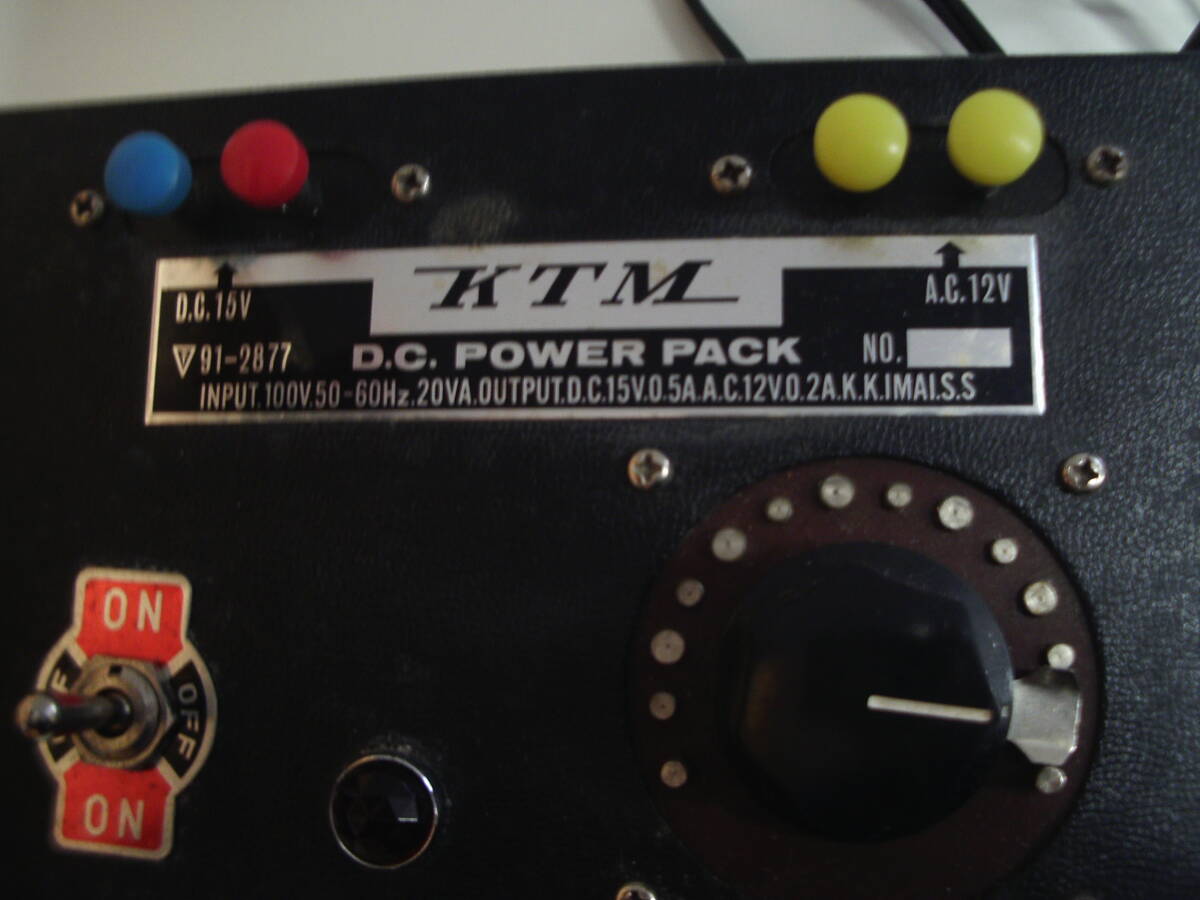 KTM
D.C. 15V
A.C. 12V
▽T 91-2877 D.C. POWER PACK NO.
INPUT.100V.50-60Hz.20VA.OUTPUT.D.C.15V.0.5A.A.C.12V.0.2A.K.K.IMAI.S.S
ON
OFF
OFF
ON